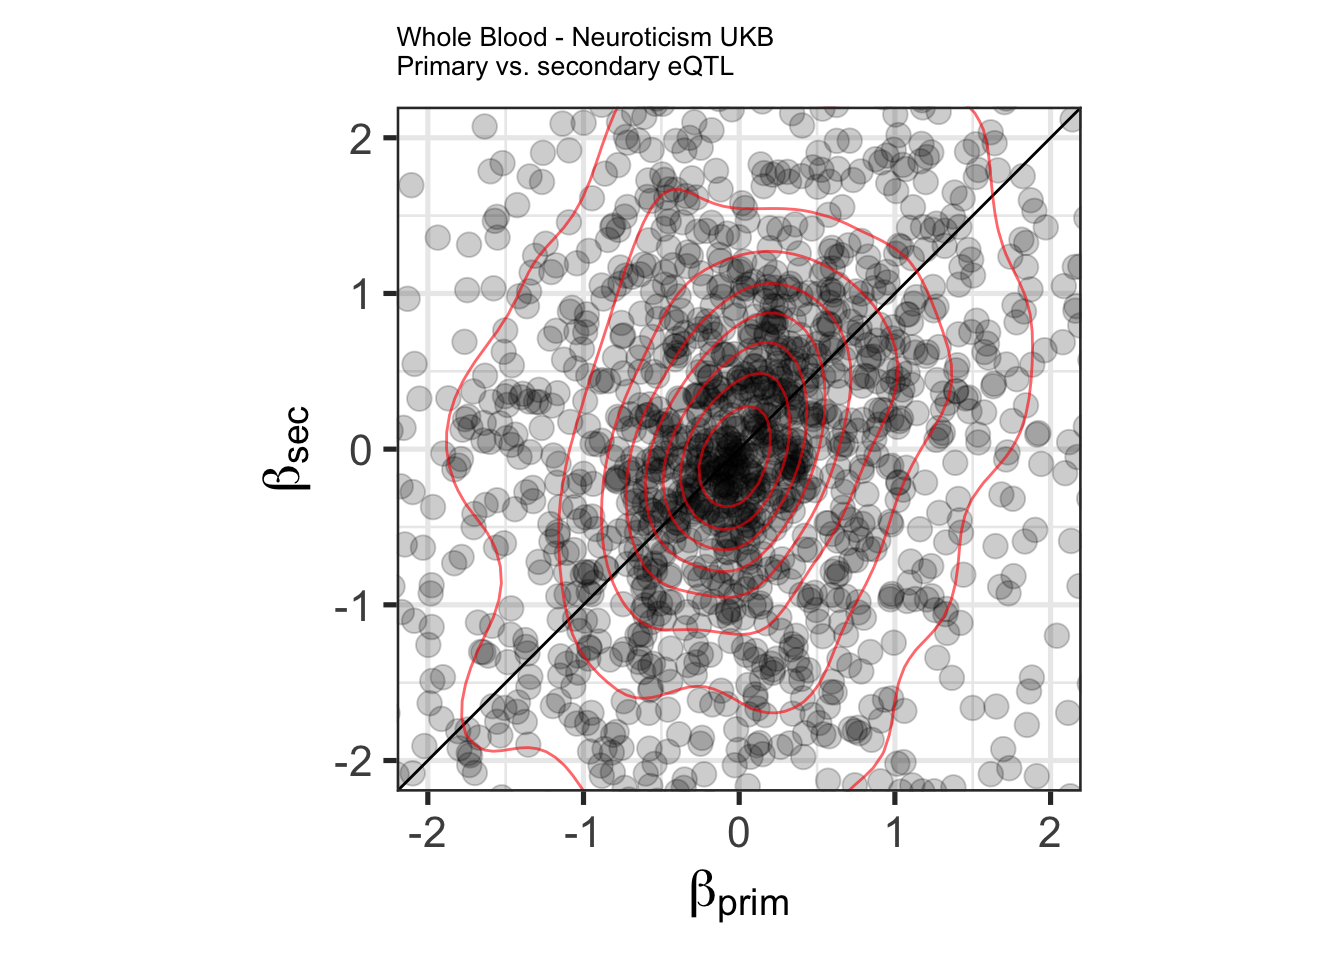 Whole Blood - Neuroticism UKB
Primary vs. secondary eQTL
2
1
0
-1
-2
βsec
-2 -1 0 1 2
βprim